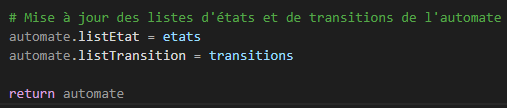 # Mise à jour des listes d'états et de transitions de l'automate
automate.listEtat = etats
automate.listTransition = transitions
return automate